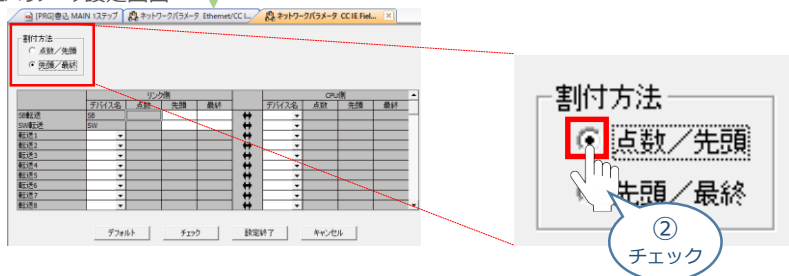 [PRG]書込 MAIN 1ステップ
ネットワークパラメータ Ethernet/CC I...
ネットワークパラメータ CC IE Fiel...
割付方法
点数／先頭
先頭／最終
リンク側 CPU側
デバイス名 点数 先頭 最終 デバイス名 点数 先頭 最終
SB転送 SB
SW転送 SW
転送1
転送2
転送3
転送4
転送5
転送6
転送7
転送8
デフォルト チェック 設定終了 キャンセル
割付方法
点数／先頭
先頭／最終
②
チェック